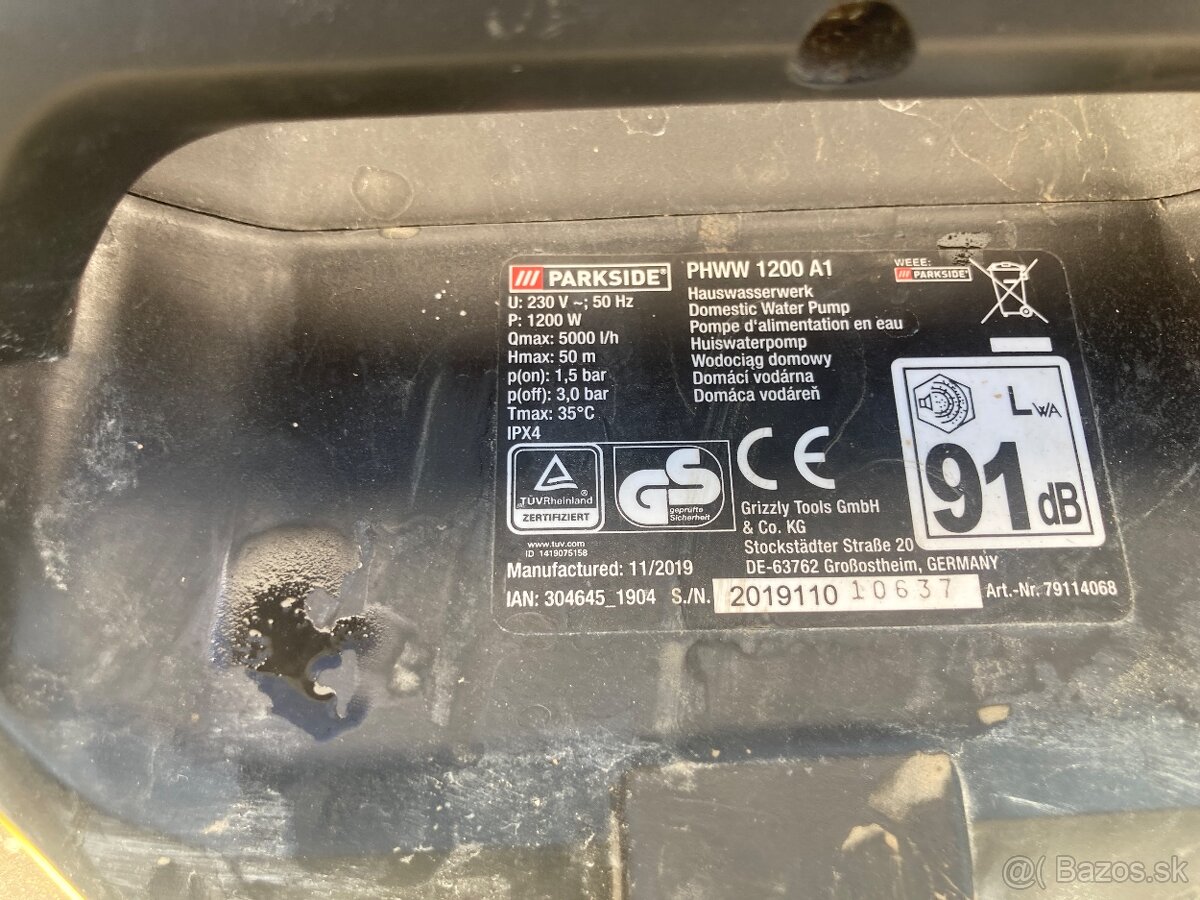 PARKSIDE®
U: 230 V ~; 50 Hz
P: 1200 W
Qmax: 5000 l/h
Hmax: 50 m
p(on): 1,5 bar
p(off): 3,0 bar
Tmax: 35°C
IPX4
PHWW 1200 A1
Hauswasserwerk
Domestic Water Pump
Pompe d'alimentation en eau
Huiswaterpomp
Wodociąg domowy
Domácí vodárna
Domáca vodáreň
WEEE:
PARKSIDE®
LWA
91 dB
TÜVRheinland®
ZERTIFIZIERT
GS
geprüfte
Sicherheit
CE
www.tuv.com
ID 1419075158
Grizzly Tools GmbH
& Co. KG
Stockstädter Straße 20
DE-63762 Großostheim, GERMANY
Manufactured: 11/2019
IAN: 304645_1904 S./N. 2019110 10637 Art.-Nr. 79114068
@( Bazos.sk